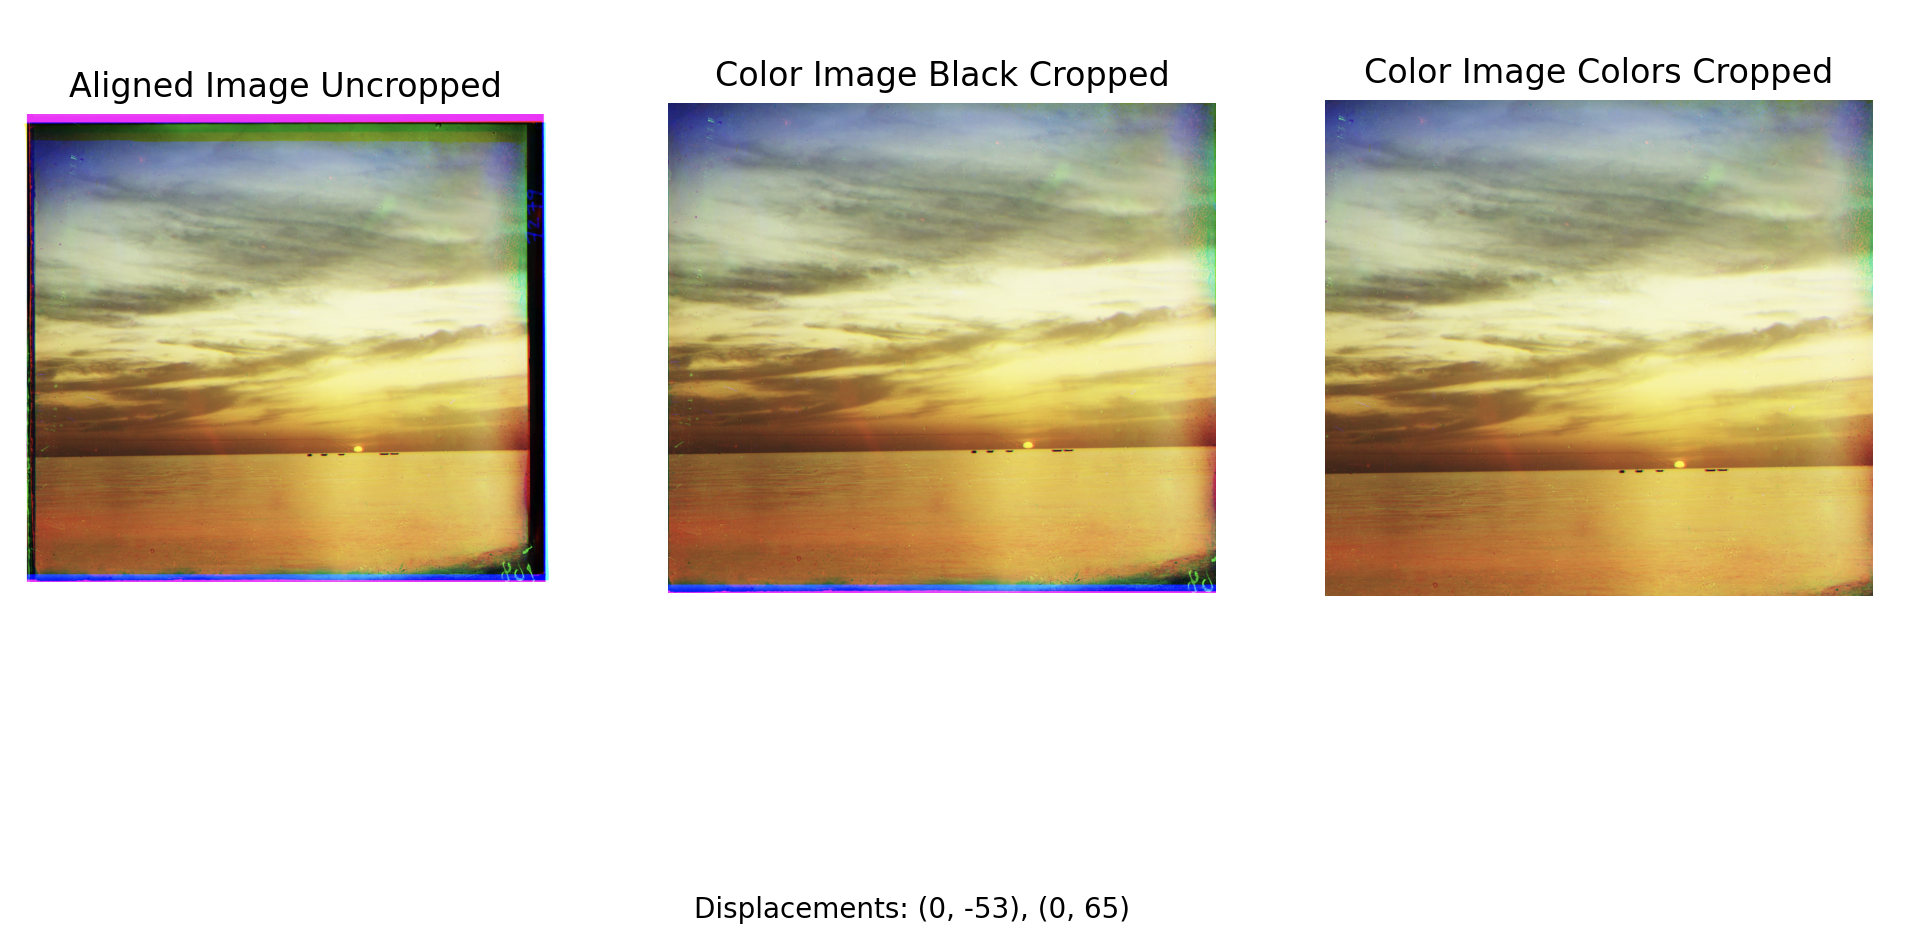 Aligned Image Uncropped
Color Image Black Cropped
Color Image Colors Cropped
Displacements: (0, -53), (0, 65)